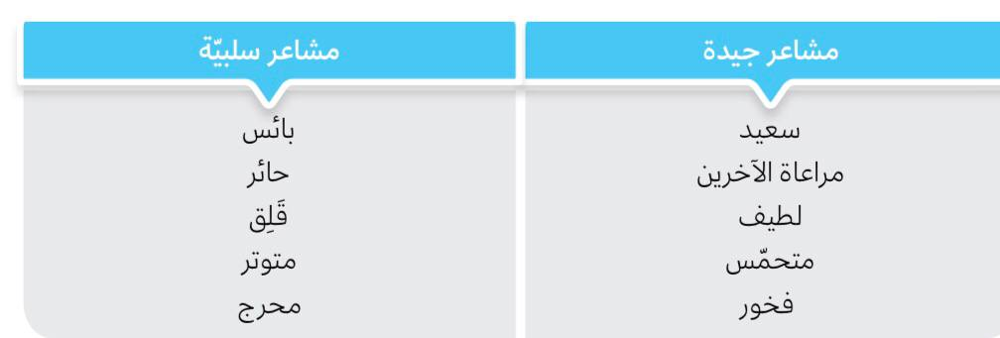 مشاعر جيدة
سعيد
مراعاة الآخرين
لطيف
متحمّس
فخور
مشاعر سلبيّة
بائس
حائر
قَلِق
متوتر
محرج